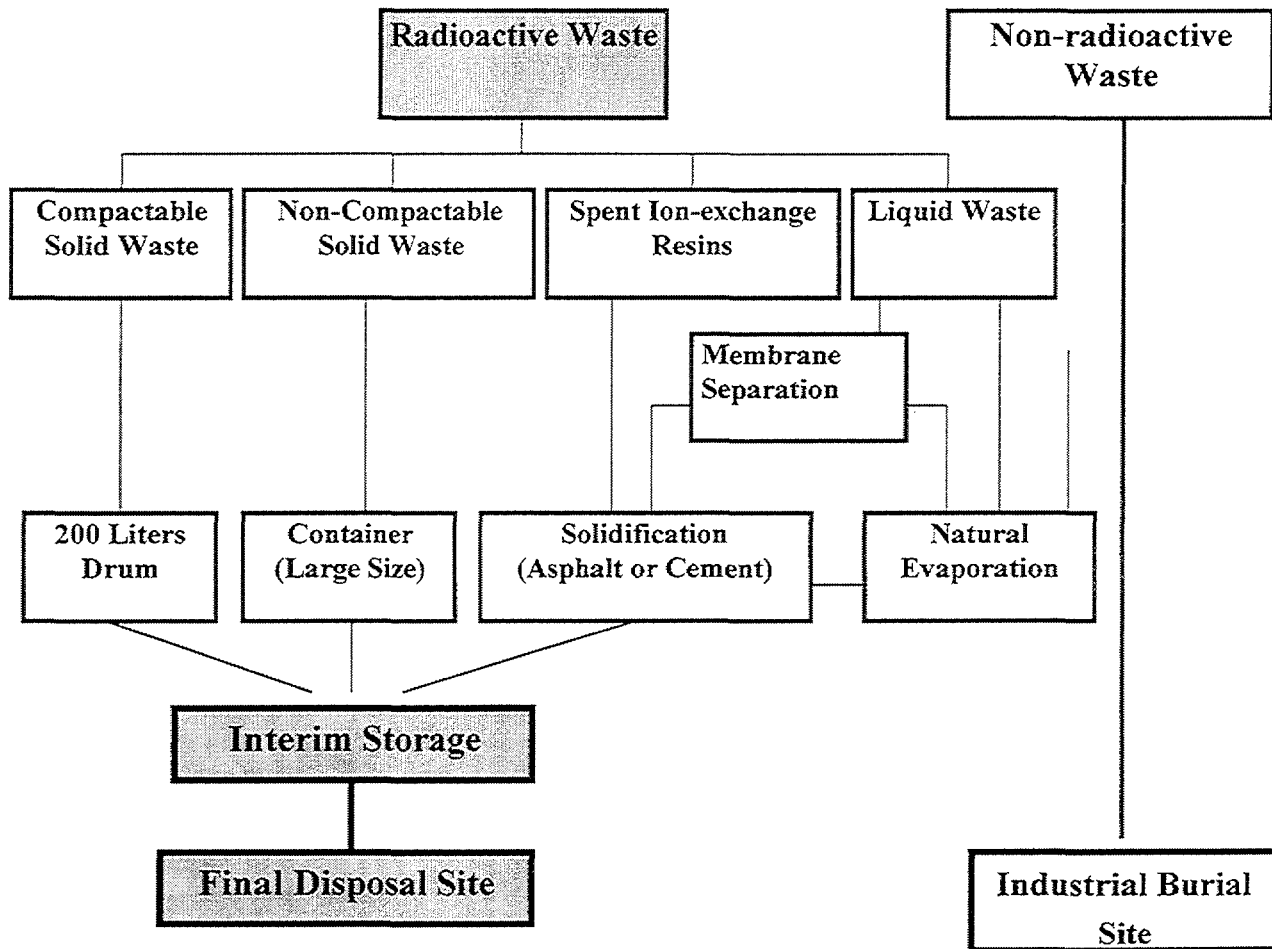 Radioactive Waste
Non-radioactive
Waste
Compactable
Solid Waste
Non-Compactable
Solid Waste
Spent Ion-exchange
Resins
Liquid Waste
Membrane
Separation
200 Liters
Drum
Container
(Large Size)
Solidification
(Asphalt or Cement)
Natural
Evaporation
Interim Storage
Final Disposal Site
Industrial Burial
Site